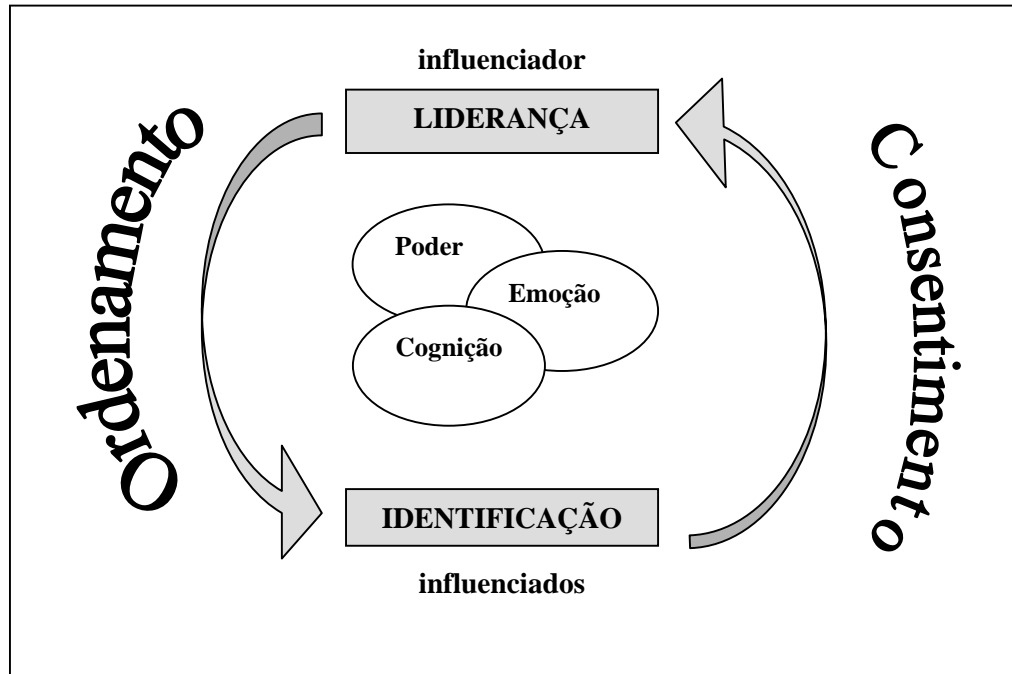 influenciador
LIDERANÇA
Ordenamento
Consentimento
Poder
Emoção
Cognição
IDENTIFICAÇÃO
influenciados